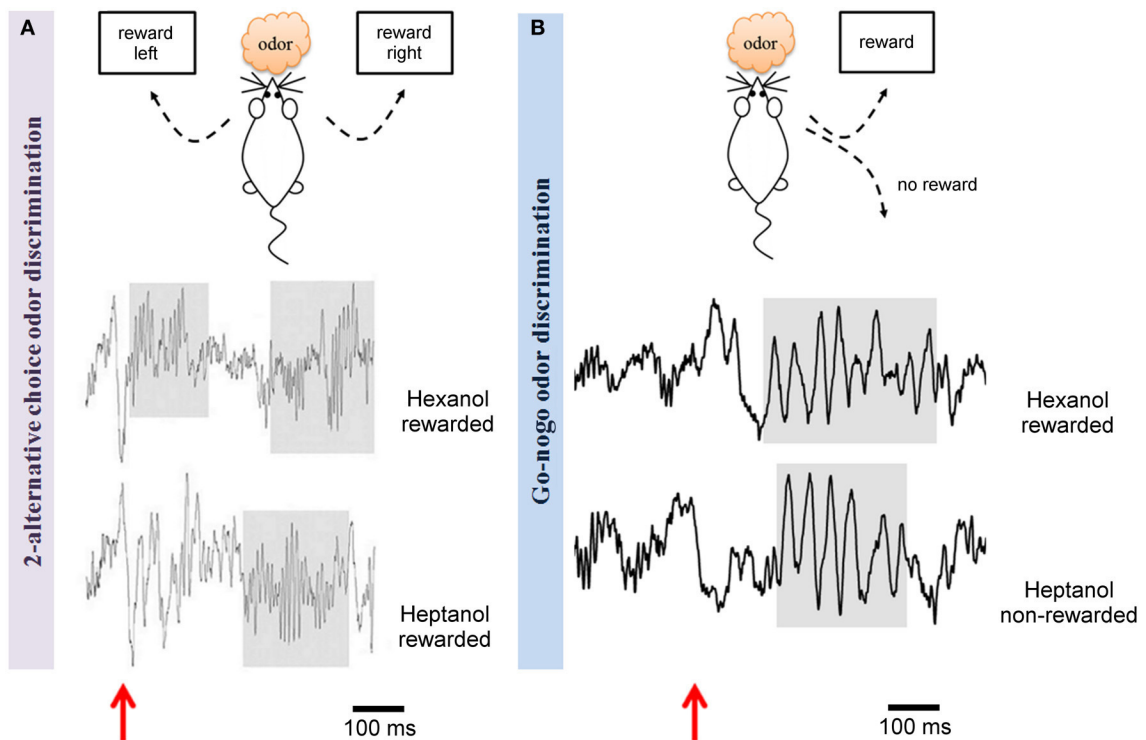 A
2-alternative choice odor discrimination
reward
left
odor
reward
right
Hexanol
rewarded
Heptanol
rewarded
100 ms
B
Go-nogo odor discrimination
odor
reward
no reward
Hexanol
rewarded
Heptanol
non-rewarded
100 ms